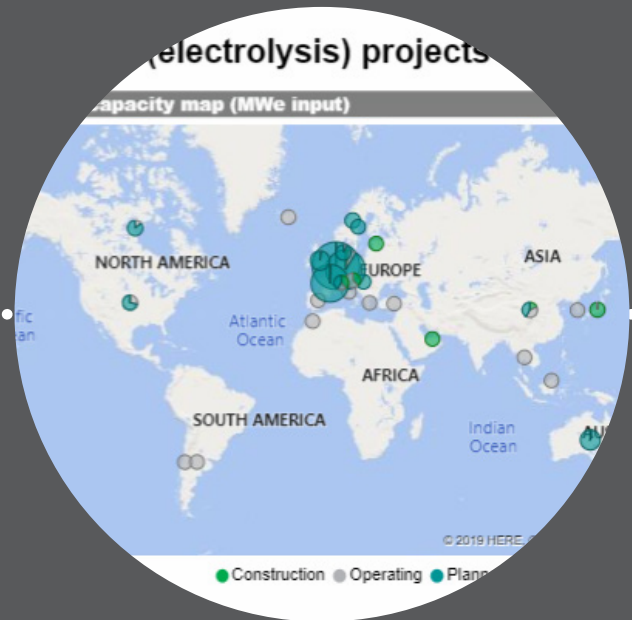 (electrolysis) projects
capacity map (MWe input)
NORTH AMERICA
EUROPE
ASIA
Atlantic
Ocean
AFRICA
SOUTH AMERICA
Indian
Ocean
© 2019 HERE,
Construction Operating